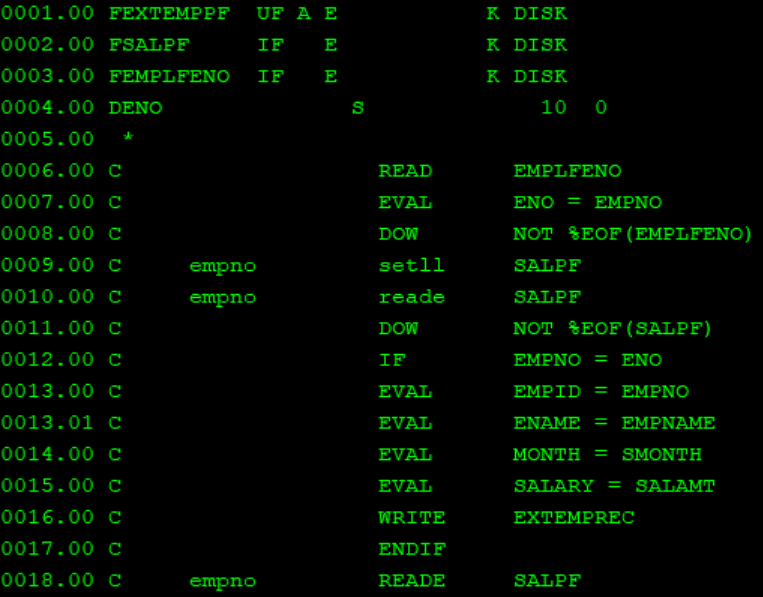 0001.00 FEXTEMPPF  UF A E           K DISK
0002.00 FSALPF     IF   E           K DISK
0003.00 FEMPLFENO  IF   E           K DISK
0004.00 DENO              S             10  0
0005.00  *
0006.00 C                   READ      EMPLFENO
0007.00 C                   EVAL      ENO = EMPNO
0008.00 C                   DOW       NOT %EOF(EMPLFENO)
0009.00 C     empno         setll     SALPF
0010.00 C     empno         reade     SALPF
0011.00 C                   DOW       NOT %EOF(SALPF)
0012.00 C                   IF        EMPNO = ENO
0013.00 C                   EVAL      EMPID = EMPNO
0013.01 C                   EVAL      ENAME = EMPNAME
0014.00 C                   EVAL      MONTH = SMONTH
0015.00 C                   EVAL      SALARY = SALAMT
0016.00 C                   WRITE     EXTEMPREC
0017.00 C                   ENDIF
0018.00 C     empno         READE     SALPF